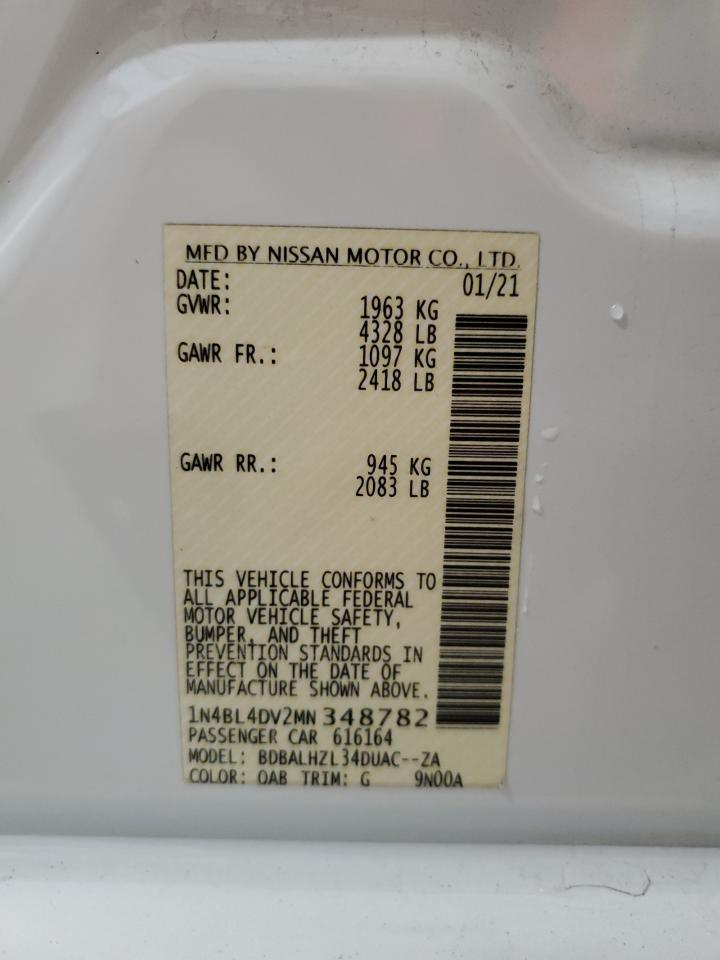 MFD BY NISSAN MOTOR CO., LTD.
DATE: 01/21
GVWR: 1963 KG
4328 LB
GAWR FR.: 1097 KG
2418 LB
GAWR RR.: 945 KG
2083 LB
THIS VEHICLE CONFORMS TO
ALL APPLICABLE FEDERAL
MOTOR VEHICLE SAFETY,
BUMPER, AND THEFT
PREVENTION STANDARDS IN
EFFECT ON THE DATE OF
MANUFACTURE SHOWN ABOVE.
1N4BL4DV2MN 348782
PASSENGER CAR 616164
MODEL: BDBALHZL34DUAC--ZA
COLOR: QAB TRIM: G 9N00A